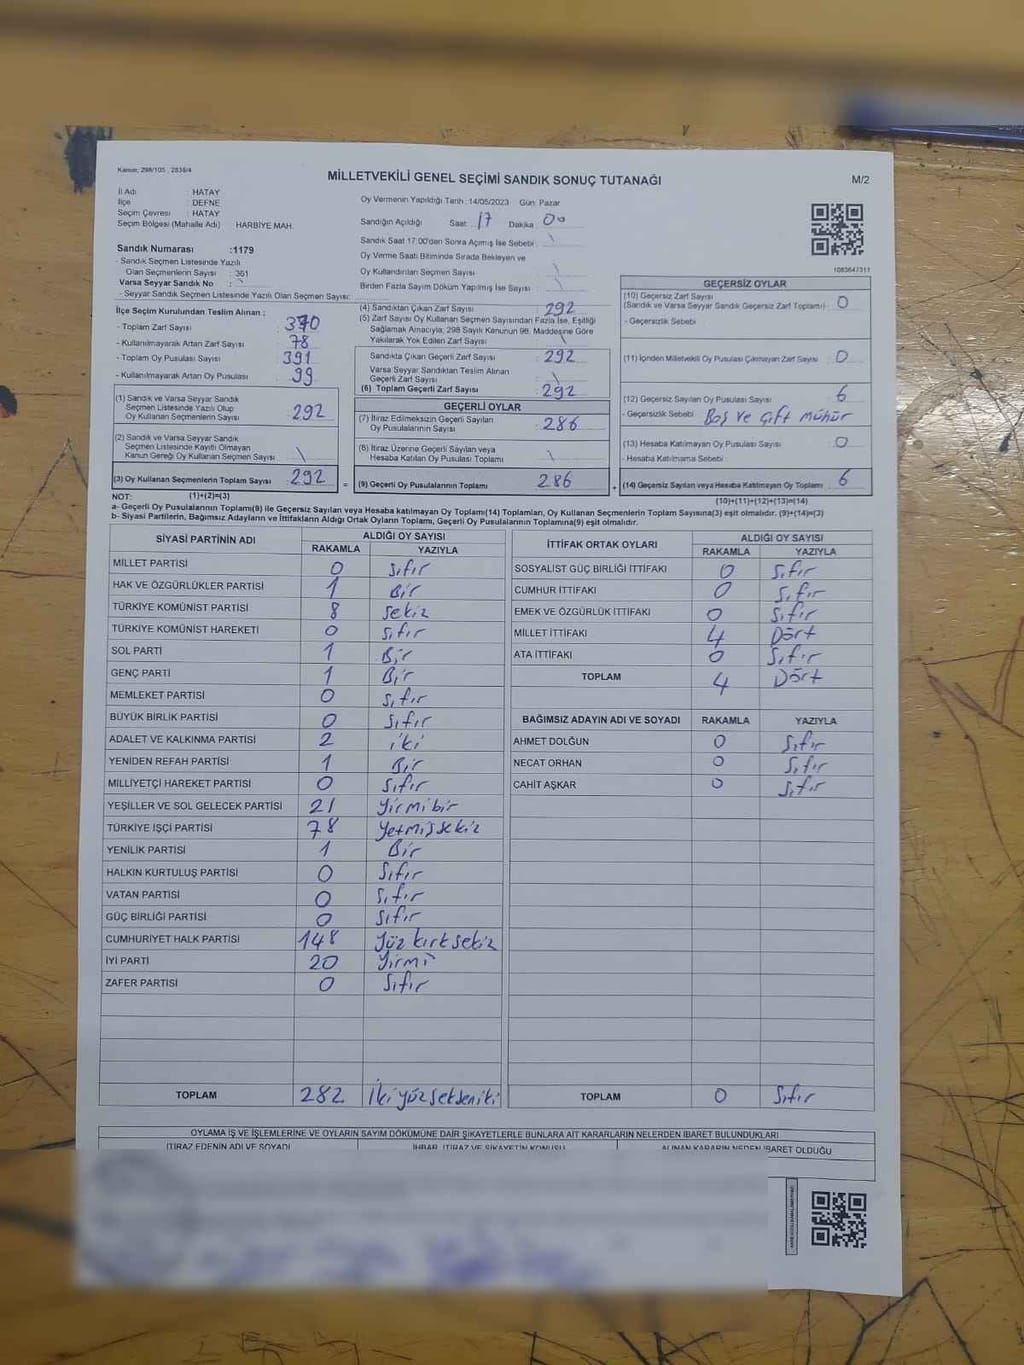 Kanun: 298/105 , 2839/4
MİLLETVEKİLİ GENEL SEÇİMİ SANDIK SONUÇ TUTANAĞI
M/2
İl Adı : HATAY
İlçe : DEFNE
Seçim Çevresi : HATAY
Seçim Bölgesi (Mahalle Adı) HARBİYE MAH.
Sandık Numarası :1179
- Sandık Seçmen Listesinde Yazılı
Olan Seçmenlerin Sayısı : 361
Varsa Seyyar Sandık No : \
- Seyyar Sandık Seçmen Listesinde Yazılı Olan Seçmen Sayısı:
Oy Vermenin Yapıldığı Tarih :14/05/2023 Gün: Pazar
Sandığın Açıldığı Saat :17 Dakika :00
Sandık Saat 17:00'den Sonra Açımış İse Sebebi : \
Oy Verme Saati Bitiminde Sırada Bekleyen ve
Oy Kullandırılan Seçmen Sayısı : \
Birden Fazla Sayım Döküm Yapılmış İse Sayısı : \
1083647311
İlçe Seçim Kurulundan Teslim Alınan ;
- Toplam Zarf Sayısı : 370
- Kullanılmayarak Artan Zarf Sayısı : 78
- Toplam Oy Pusulası Sayısı : 391
- Kullanılmayarak Artan Oy Pusulası : 99
(1) Sandık ve Varsa Seyyar Sandık
Seçmen Listesinde Yazılı Olup
Oy Kullanan Seçmenlerin Sayısı : 292
(2) Sandık ve Varsa Seyyar Sandık
Seçmen Listesinde Kayıtlı Olmayan
Kanun Gereği Oy Kullanan Seçmen Sayısı : \
(3) Oy Kullanan Seçmenlerin Toplam Sayısı : 292 =
(4) Sandıktan Çıkan Zarf Sayısı : 292
(5) Zarf Sayısı Oy Kullanan Seçmen Sayısından Fazla İse, Eşitliği
Sağlamak Amacıyla; 298 Sayılı Kanunun 98. Maddesine Göre
Yakılarak Yok Edilen Zarf Sayısı : \
Sandıkta Çıkan Geçerli Zarf Sayısı : 292
Varsa Seyyar Sandıktan Teslim Alınan
Geçerli Zarf Sayısı : \
(6) Toplam Geçerli Zarf Sayısı : 292
GEÇERLİ OYLAR
(7) İtiraz Edilmeksizin Geçerli Sayılan
Oy Pusulalarının Sayısı : 286
(8) İtiraz Üzerine Geçerli Sayılan veya
Hesaba Katılan Oy Pusulası Toplamı : \
(9) Geçerli Oy Pusulalarının Toplamı : 286 +
GEÇERSİZ OYLAR
(10) Geçersiz Zarf Sayısı
(Sandık ve Varsa Seyyar Sandık Geçersiz Zarf Toplamı) : 0
- Geçersizlik Sebebi :
(11) İçinden Milletvekili Oy Pusulası Çıkmayan Zarf Sayısı : 0
(12) Geçersiz Sayılan Oy Pusulası Sayısı : 6
- Geçersizlik Sebebi : Boş ve çift mühür
(13) Hesaba Katılmayan Oy Pusulası Sayısı : 0
- Hesaba Katılmama Sebebi :
(14) Geçersiz Sayılan veya Hesaba Katılmayan Oy Toplamı : 6
NOT: (1)+(2)=(3) (10)+(11)+(12)+(13)=(14)
a- Geçerli Oy Pusulalarının Toplamı(9) ile Geçersiz Sayılan veya Hesaba katılmayan Oy Toplamı(14) Toplamları, Oy Kullanan Seçmenlerin Toplam Sayısına(3) eşit olmalıdır. (9)+(14)=(3)
b- Siyasi Partilerin, Bağımsız Adayların ve İttifakların Aldığı Ortak Oyların Toplamı, Geçerli Oy Pusulalarının Toplamına(9) eşit olmalıdır.
SİYASİ PARTİNİN ADI ALDIĞI OY SAYISI
RAKAMLA YAZIYLA
MİLLET PARTİSİ 0 Sıfır
HAK VE ÖZGÜRLÜKLER PARTİSİ 1 Bir
TÜRKİYE KOMÜNİST PARTİSİ 8 sekiz
TÜRKİYE KOMÜNİST HAREKETİ 0 Sıfır
SOL PARTİ 1 Bir
GENÇ PARTİ 1 Bir
MEMLEKET PARTİSİ 0 Sıfır
BÜYÜK BİRLİK PARTİSİ 0 Sıfır
ADALET VE KALKINMA PARTİSİ 2 iki
YENİDEN REFAH PARTİSİ 1 Bir
MİLLİYETÇİ HAREKET PARTİSİ 0 Sıfır
YEŞİLLER VE SOL GELECEK PARTİSİ 21 Yirmibir
TÜRKİYE İŞÇİ PARTİSİ 78 Yetmişsekiz
YENİLİK PARTİSİ 1 Bir
HALKIN KURTULUŞ PARTİSİ 0 Sıfır
VATAN PARTİSİ 0 Sıfır
GÜÇ BİRLİĞİ PARTİSİ 0 Sıfır
CUMHURİYET HALK PARTİSİ 148 Yüz kırksekiz
İYİ PARTİ 20 Yirmi
ZAFER PARTİSİ 0 Sıfır
TOPLAM 282 İkiyüzsekseniki
İTTİFAK ORTAK OYLARI ALDIĞI OY SAYISI
RAKAMLA YAZIYLA
SOSYALİST GÜÇ BİRLİĞİ İTTİFAKI 0 Sıfır
CUMHUR İTTİFAKI 0 Sıfır
EMEK VE ÖZGÜRLÜK İTTİFAKI 0 Sıfır
MİLLET İTTİFAKI 4 Dört
ATA İTTİFAKI 0 Sıfır
TOPLAM 4 Dört
BAĞIMSIZ ADAYIN ADI VE SOYADI RAKAMLA YAZIYLA
AHMET DOLĞUN 0 Sıfır
NECAT ORHAN 0 Sıfır
CAHİT AŞKAR 0 Sıfır
TOPLAM 0 Sıfır
OYLAMA İŞ VE İŞLEMLERİNE VE OYLARIN SAYIM DÖKÜMÜNE DAİR ŞİKAYETLERLE BUNLARA AİT KARARLARIN NELERDEN İBARET BULUNDUKLARI
İTİRAZ EDENİN ADI VE SOYADI İHBAR, İTİRAZ VE ŞİKAYETİN KONUSU ALINAN KARARIN NEDEN İBARET OLDUĞU